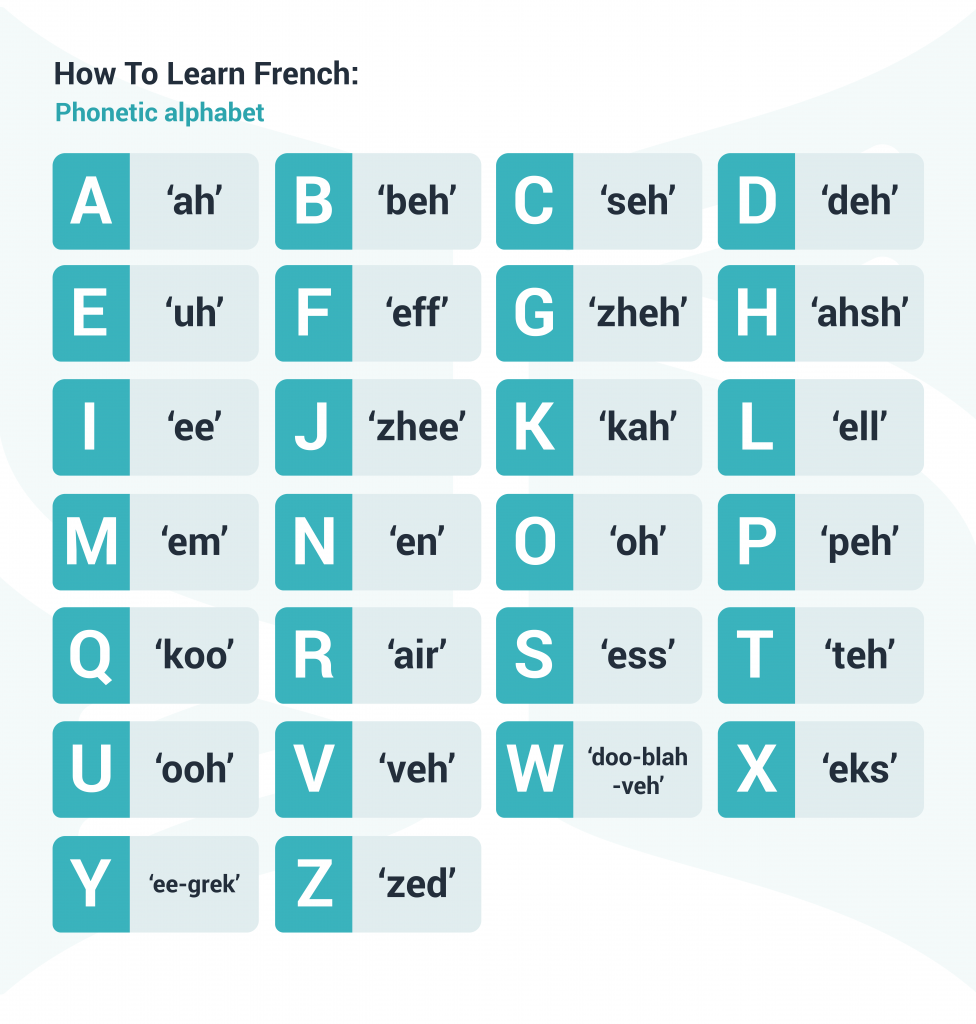 How To Learn French:
Phonetic alphabet
A ‘ah’ B ‘beh’ C ‘seh’ D ‘deh’
E ‘uh’ F ‘eff’ G ‘zheh’ H ‘ahsh’
I ‘ee’ J ‘zhee’ K ‘kah’ L ‘ell’
M ‘em’ N ‘en’ O ‘oh’ P ‘peh’
Q ‘koo’ R ‘air’ S ‘ess’ T ‘teh’
U ‘ooh’ V ‘veh’ W ‘doo-blah
-veh’ X ‘eks’
Y ‘ee-grek’ Z ‘zed’